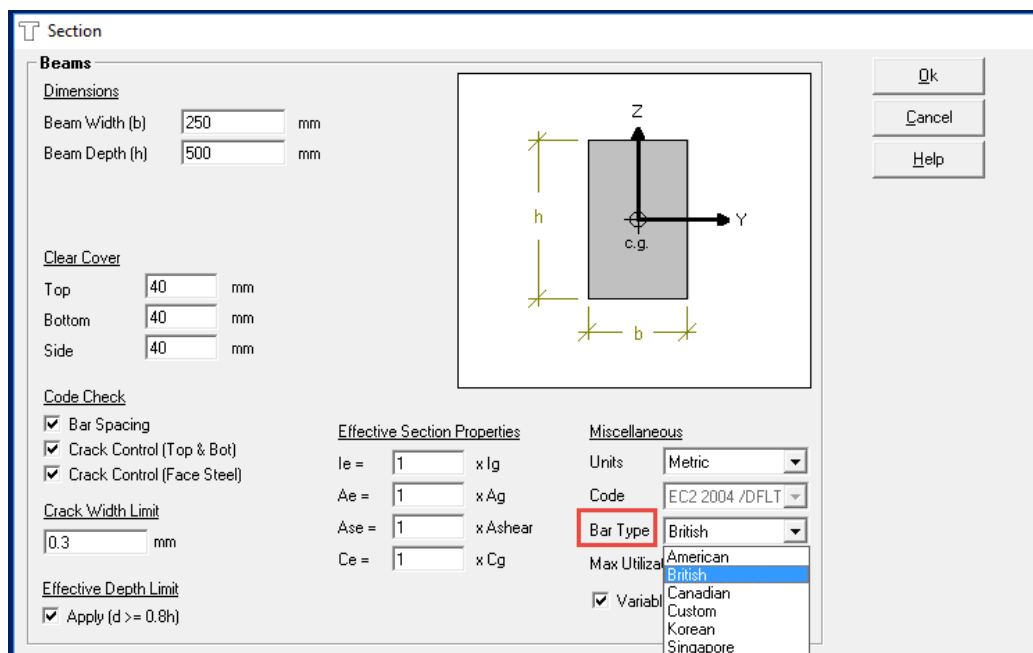 Section
Beams
Dimensions
Beam Width (b) 250 mm
Beam Depth (h) 500 mm
Clear Cover
Top 40 mm
Bottom 40 mm
Side 40 mm
Code Check
Bar Spacing
Crack Control (Top & Bot)
Crack Control (Face Steel)
Crack Width Limit
0.3 mm
Effective Depth Limit
Apply (d >= 0.8h)
Z
Y
h
c.g.
b
Effective Section Properties
Ie = 1 x Ig
Ae = 1 x Ag
Ase = 1 x Ashear
Ce = 1 x Cg
Miscellaneous
Units Metric
Code EC2 2004 /DFLT
Bar Type British
Max Utiliza
Variabl
American
British
Canadian
Custom
Korean
Singapore
Ok
Cancel
Help